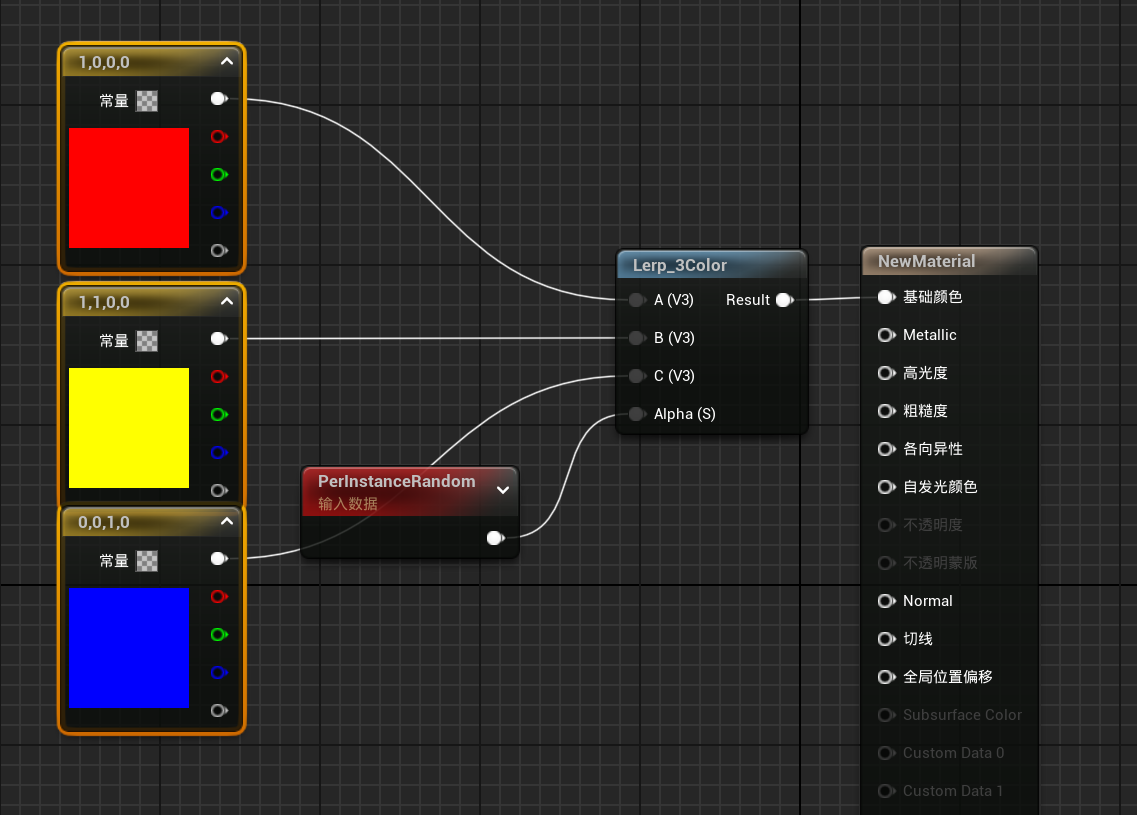 1,0,0,0
常量
1,1,0,0
常量
0,0,1,0
常量
PerInstanceRandom
输入数据
Lerp_3Color
A (V3)
Result
B (V3)
C (V3)
Alpha (S)
NewMaterial
基础颜色
Metallic
高光度
粗糙度
各向异性
自发光颜色
不透明度
不透明蒙版
Normal
切线
全局位置偏移
Subsurface Color
Custom Data 0
Custom Data 1